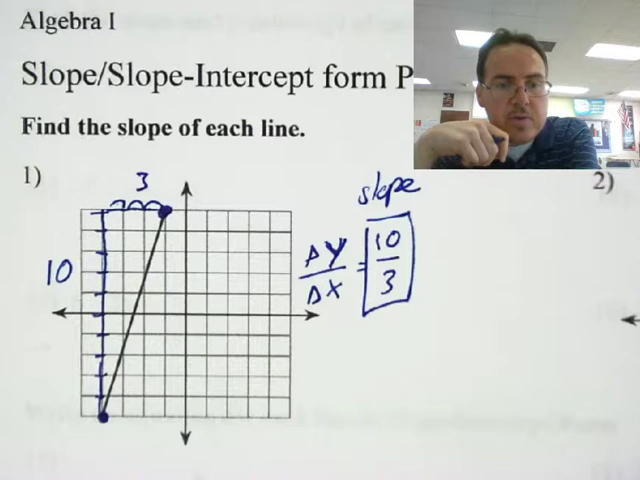 Algebra I
Slope/Slope-Intercept form P
Find the slope of each line.
1)
3
10
slope
ΔY
ΔX
=
10
3
2)